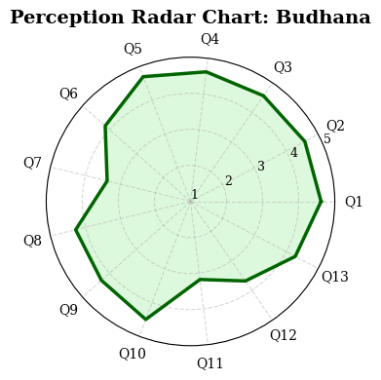 Perception Radar Chart: Budhana
Q4
Q5
Q3
Q6
Q2
5
4
3
Q7
2
1
Q1
Q8
Q13
Q9
Q12
Q10
Q11